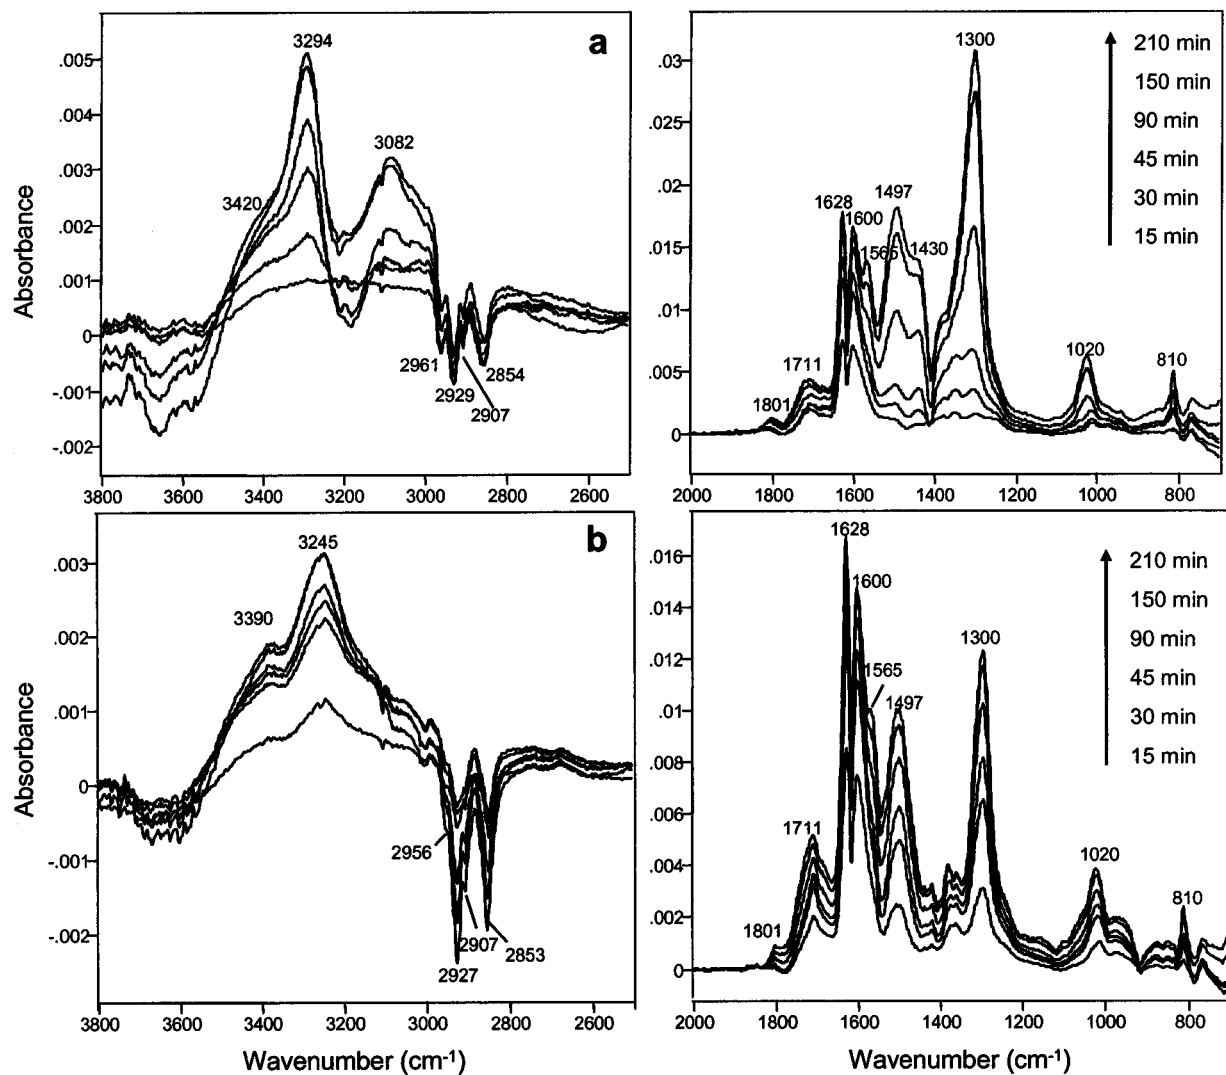 a
3294
3082
3420
2961
2929
2907
2854
Absorbance
.005
.004
.003
.002
.001
0
-.001
-.002
3800 3600 3400 3200 3000 2800 2600
1300
210 min
150 min
90 min
45 min
30 min
15 min
1628
1600
1565
1497
1430
1711
1801
1020
810
.03
.025
.02
.015
.01
.005
0
2000 1800 1600 1400 1200 1000 800
b
3245
3390
2956
2907
2927
2853
Absorbance
.003
.002
.001
0
-.001
-.002
3800 3600 3400 3200 3000 2800 2600
Wavenumber (cm-1)
1628
1600
1565
1497
1300
1711
1801
1020
810
210 min
150 min
90 min
45 min
30 min
15 min
.016
.014
.012
.01
.008
.006
.004
.002
0
2000 1800 1600 1400 1200 1000 800
Wavenumber (cm-1)